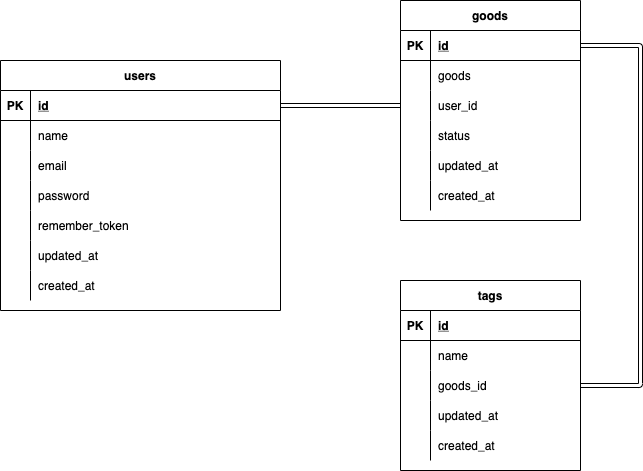 users
PK id
name
email
password
remember_token
updated_at
created_at
goods
PK id
goods
user_id
status
updated_at
created_at
tags
PK id
name
goods_id
updated_at
created_at